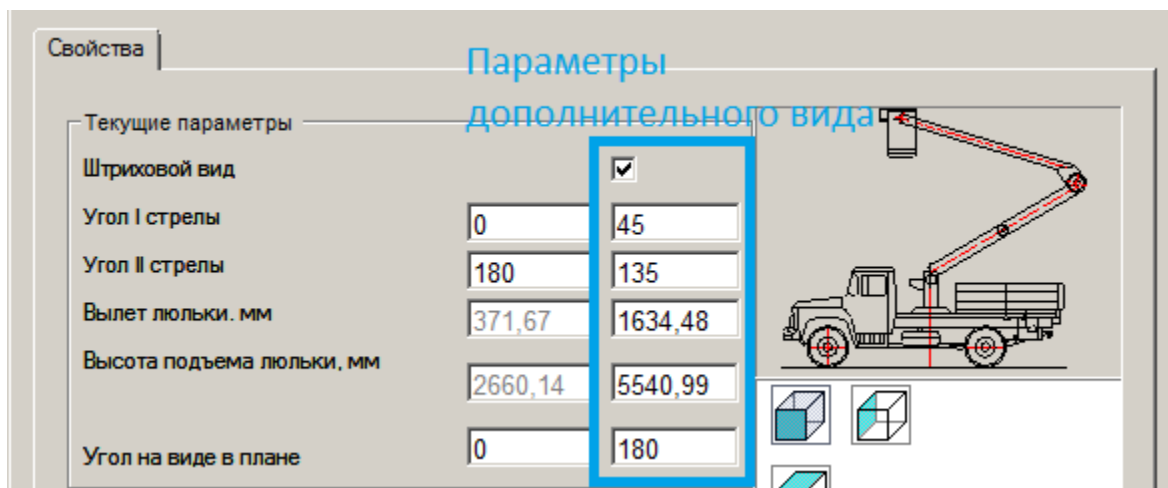 Свойства
Параметры
дополнительного вида
Текущие параметры
Штриховой вид
Угол I стрелы 0 45
Угол II стрелы 180 135
Вылет люльки. мм 371,67 1634,48
Высота подъема люльки, мм
2660,14 5540,99
Угол на виде в плане 0 180